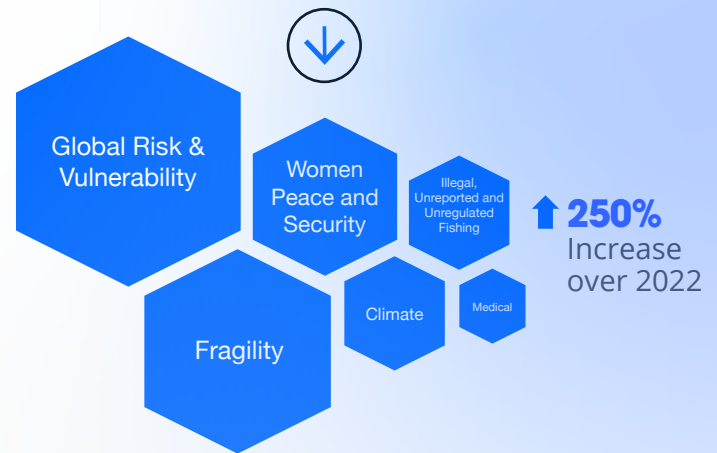 Global Risk &
Vulnerability
Women
Peace and
Security
Illegal,
Unreported and
Unregulated
Fishing
250%
Increase
over 2022
Fragility
Climate
Medical